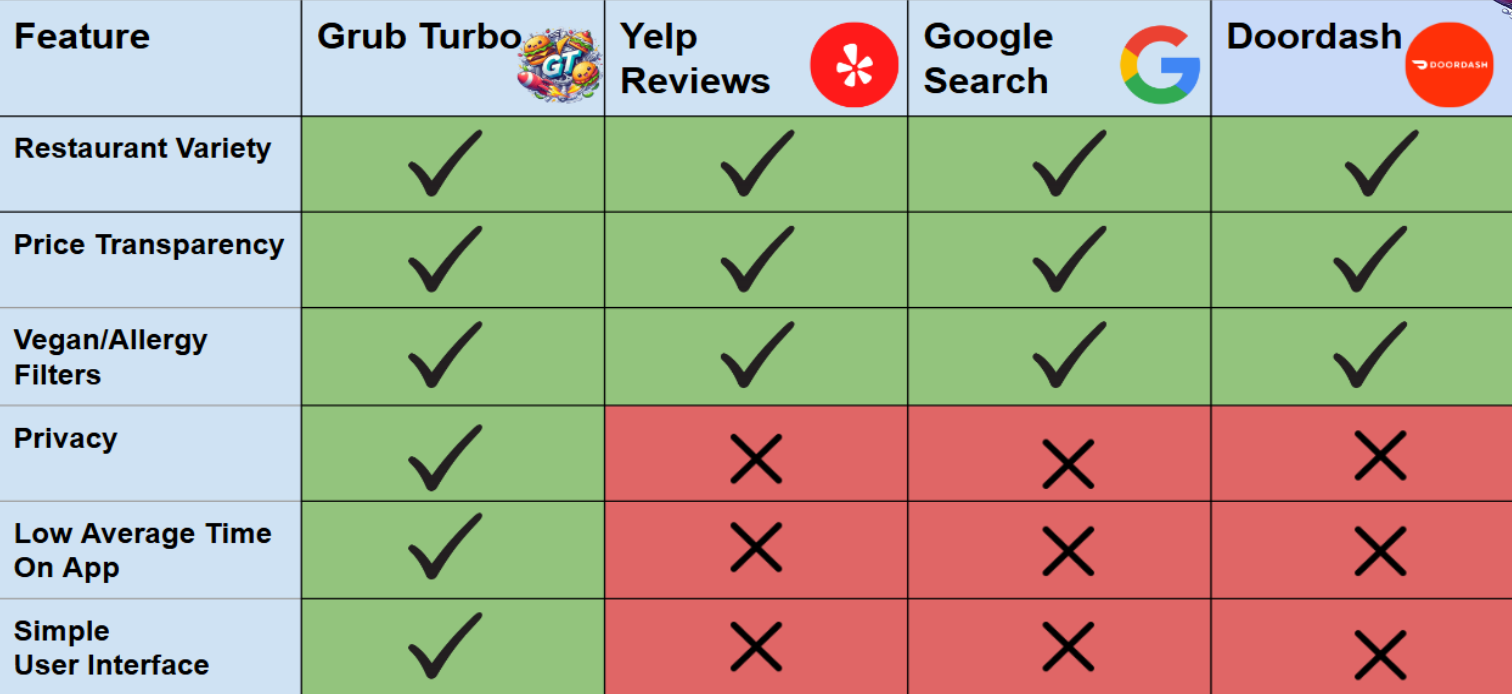 Feature
Grub Turbo
GT
Yelp
Reviews
Google
Search
G
Doordash
DOORDASH
Restaurant Variety
Price Transparency
Vegan/Allergy
Filters
Privacy
Low Average Time
On App
Simple
User Interface